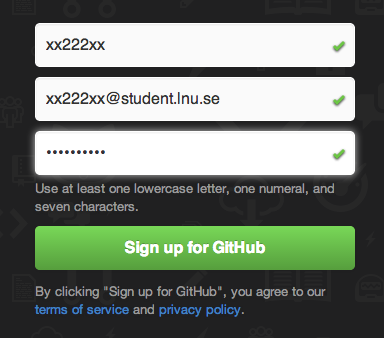 xx222xx
xx222xx@student.lnu.se
••••••••••
Use at least one lowercase letter, one numeral, and
seven characters.
Sign up for GitHub
By clicking "Sign up for GitHub", you agree to our
terms of service and privacy policy.